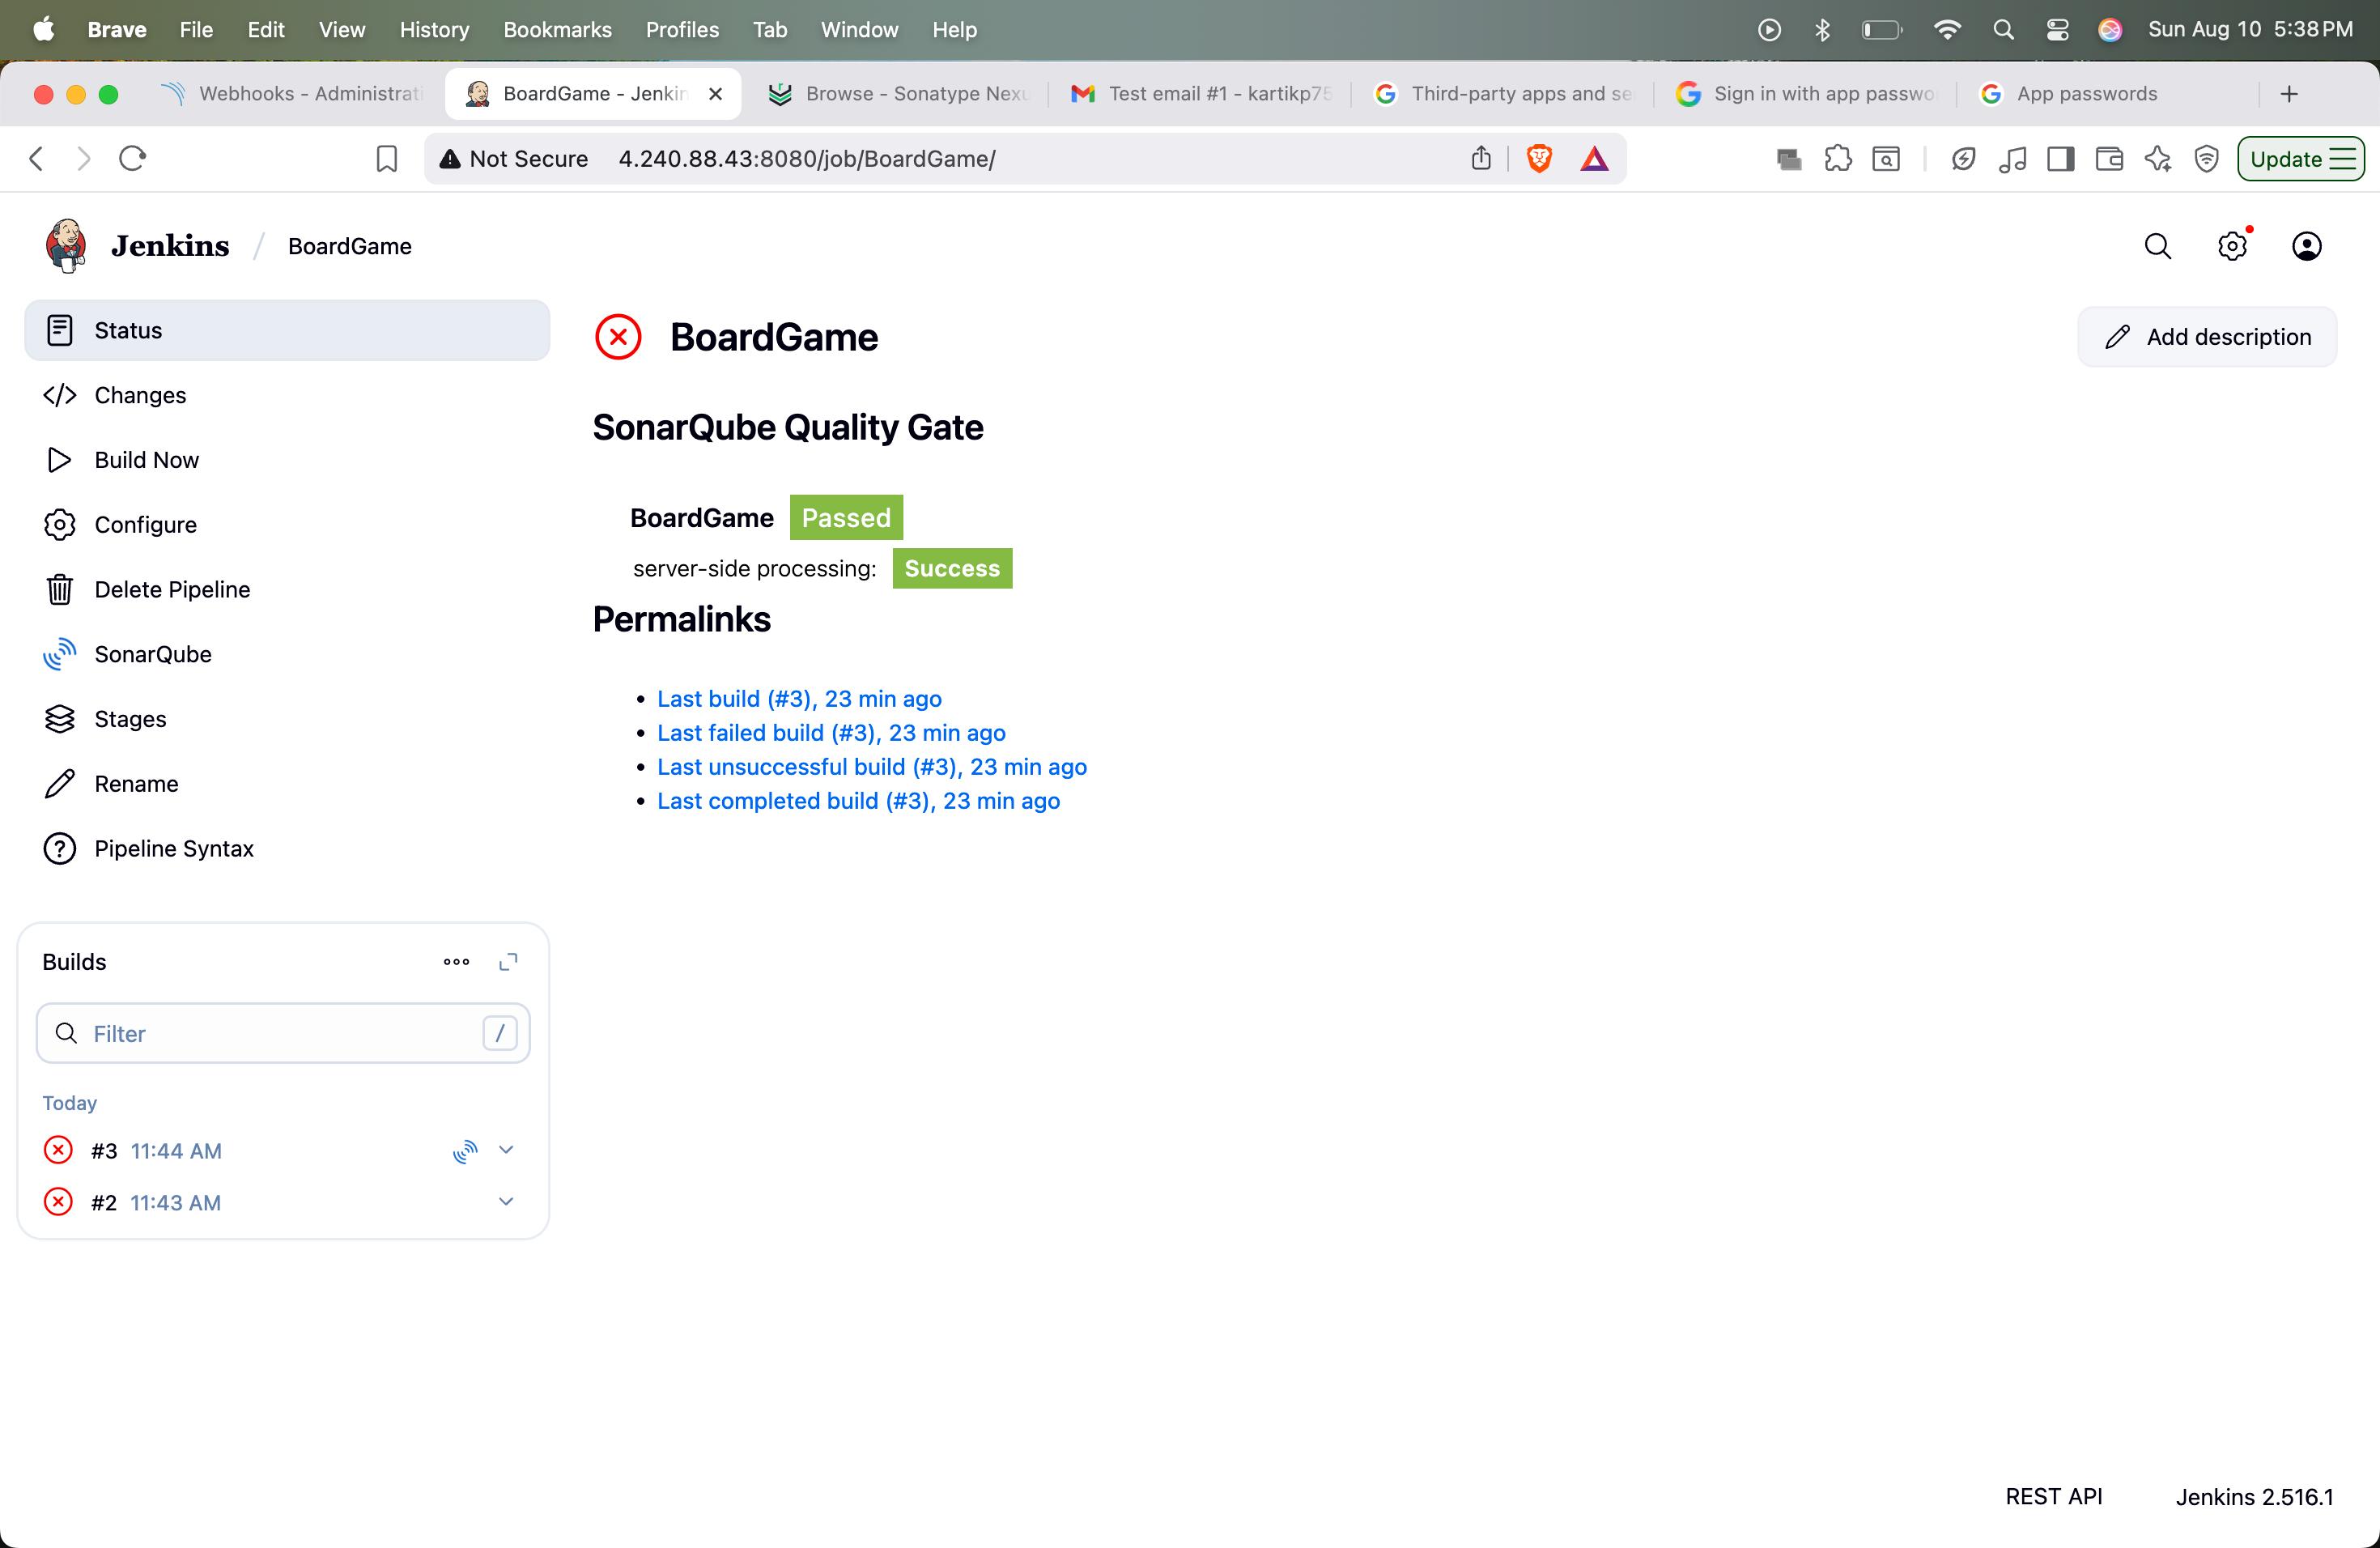 Brave File Edit View History Bookmarks Profiles Tab Window Help Sun Aug 10 5:38 PM
Webhooks - Administrati BoardGame - Jenkin Browse - Sonatype Nexu Test email #1 - kartikp75 Third-party apps and se Sign in with app passwo App passwords
Not Secure 4.240.88.43:8080/job/BoardGame/ Update
Jenkins / BoardGame
Status
Changes
Build Now
Configure
Delete Pipeline
SonarQube
Stages
Rename
Pipeline Syntax
Builds
Filter /
Today
#3 11:44 AM
#2 11:43 AM
BoardGame
Add description
SonarQube Quality Gate
BoardGame Passed
server-side processing: Success
Permalinks
Last build (#3), 23 min ago
Last failed build (#3), 23 min ago
Last unsuccessful build (#3), 23 min ago
Last completed build (#3), 23 min ago
REST API Jenkins 2.516.1